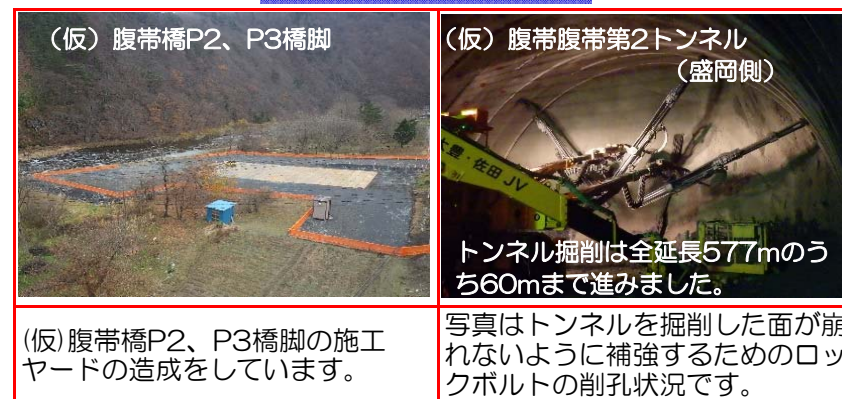 （仮）腹帯橋P2、P3橋脚
（仮）腹帯腹帯第2トンネル
（盛岡側）
大豊・佐田 JV
トンネル掘削は全延長577mのう
ち60mまで進みました。
(仮)腹帯橋P2、P3橋脚の施工
ヤードの造成をしています。
写真はトンネルを掘削した面が崩
れないように補強するためのロッ
クボルトの削孔状況です。